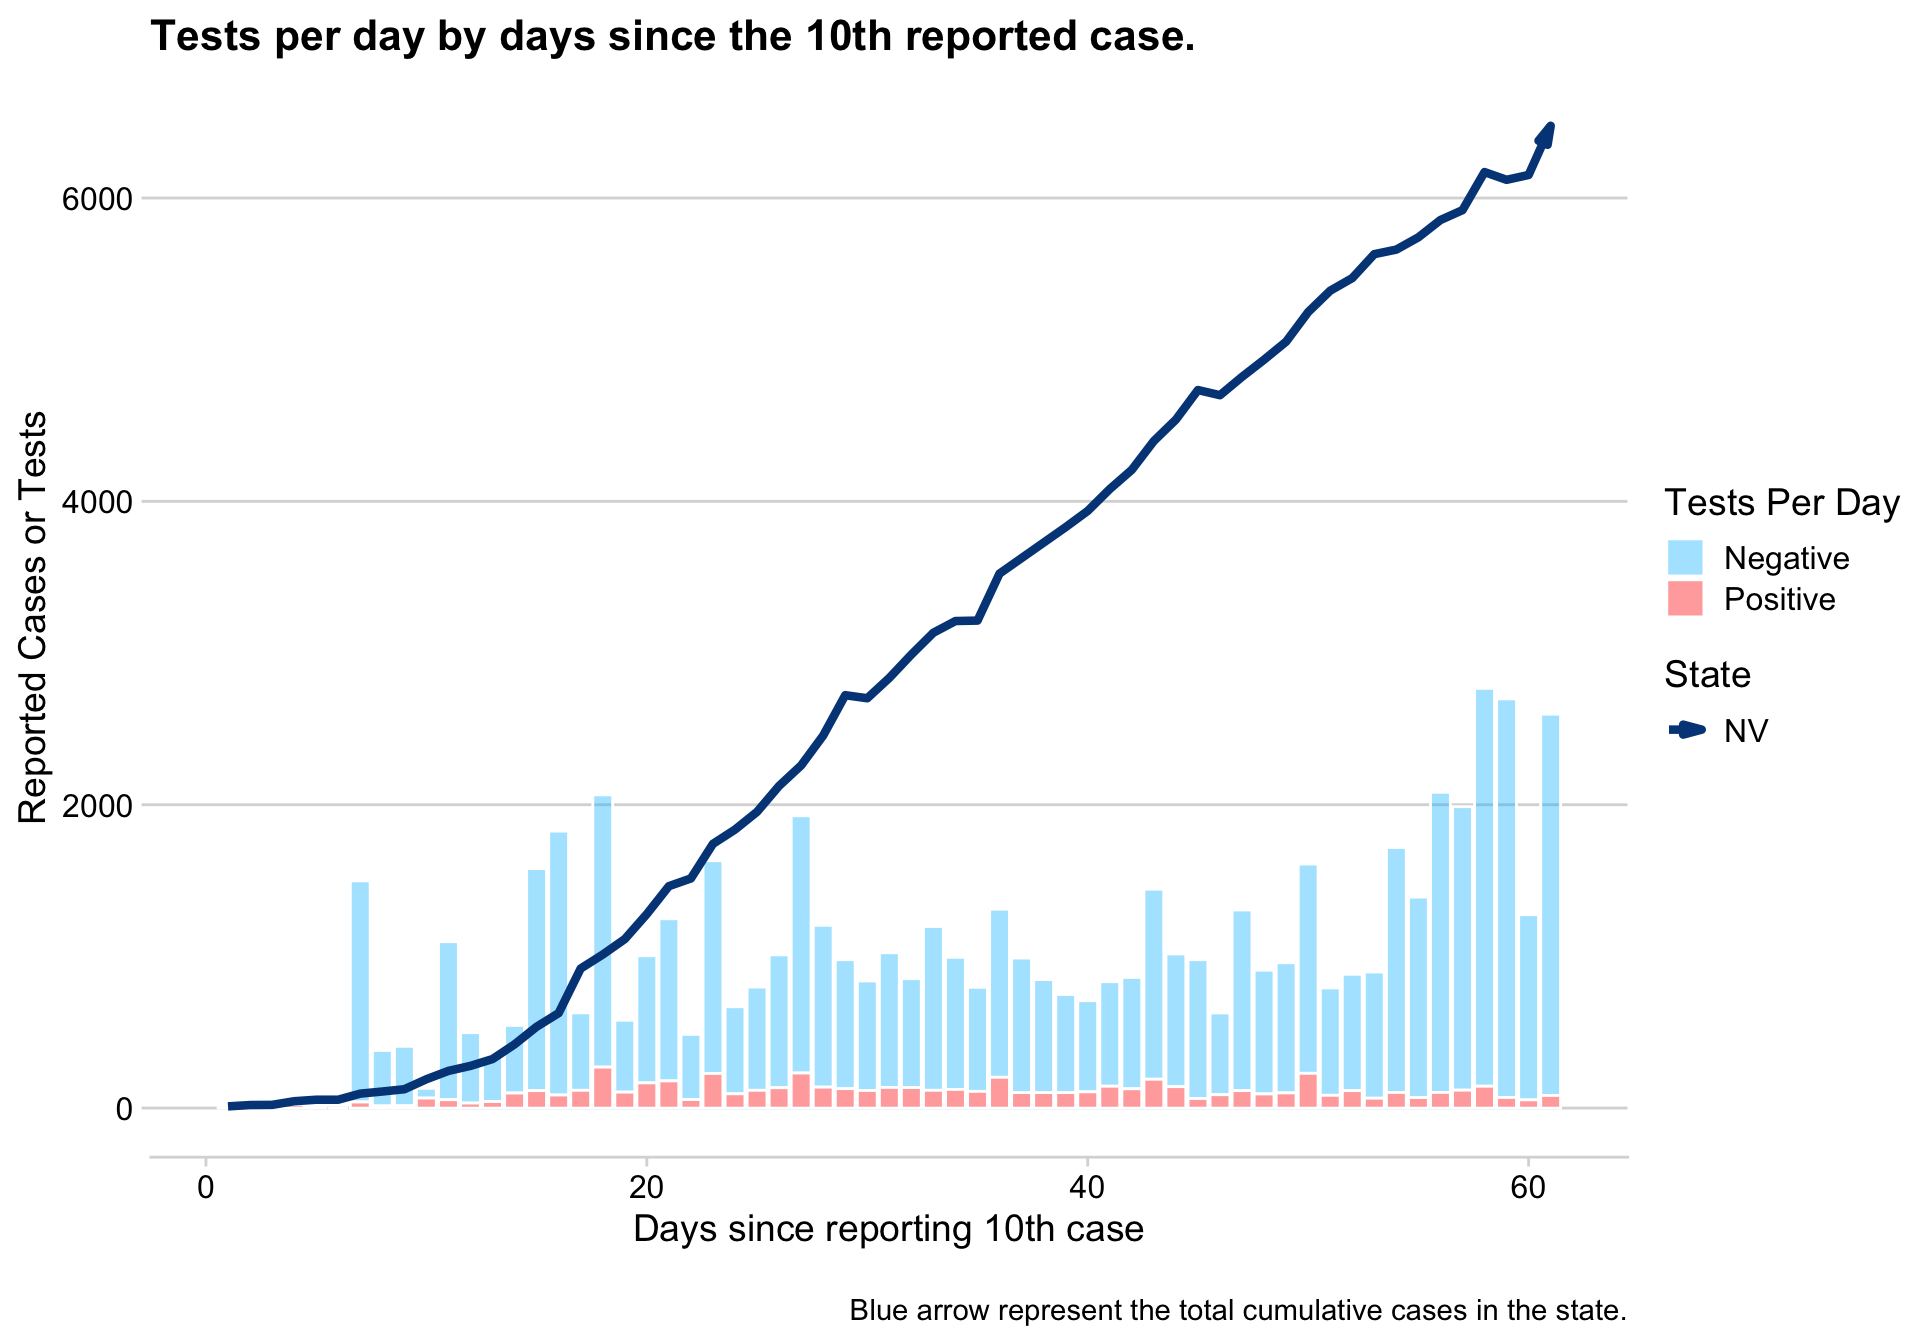 Tests per day by days since the 10th reported case.
Reported Cases or Tests
6000
4000
2000
0
0 20 40 60
Days since reporting 10th case
Tests Per Day
Negative
Positive
State
NV
Blue arrow represent the total cumulative cases in the state.